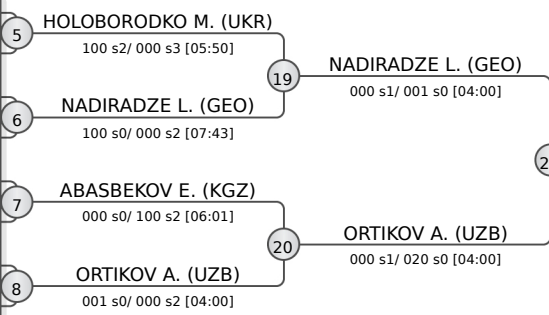 5
HOLOBORODKO M. (UKR)
100 s2/ 000 s3 [05:50]
19
NADIRADZE L. (GEO)
000 s1/ 001 s0 [04:00]
6
NADIRADZE L. (GEO)
100 s0/ 000 s2 [07:43]
7
ABASBEKOV E. (KGZ)
000 s0/ 100 s2 [06:01]
20
ORTIKOV A. (UZB)
000 s1/ 020 s0 [04:00]
8
ORTIKOV A. (UZB)
001 s0/ 000 s2 [04:00]